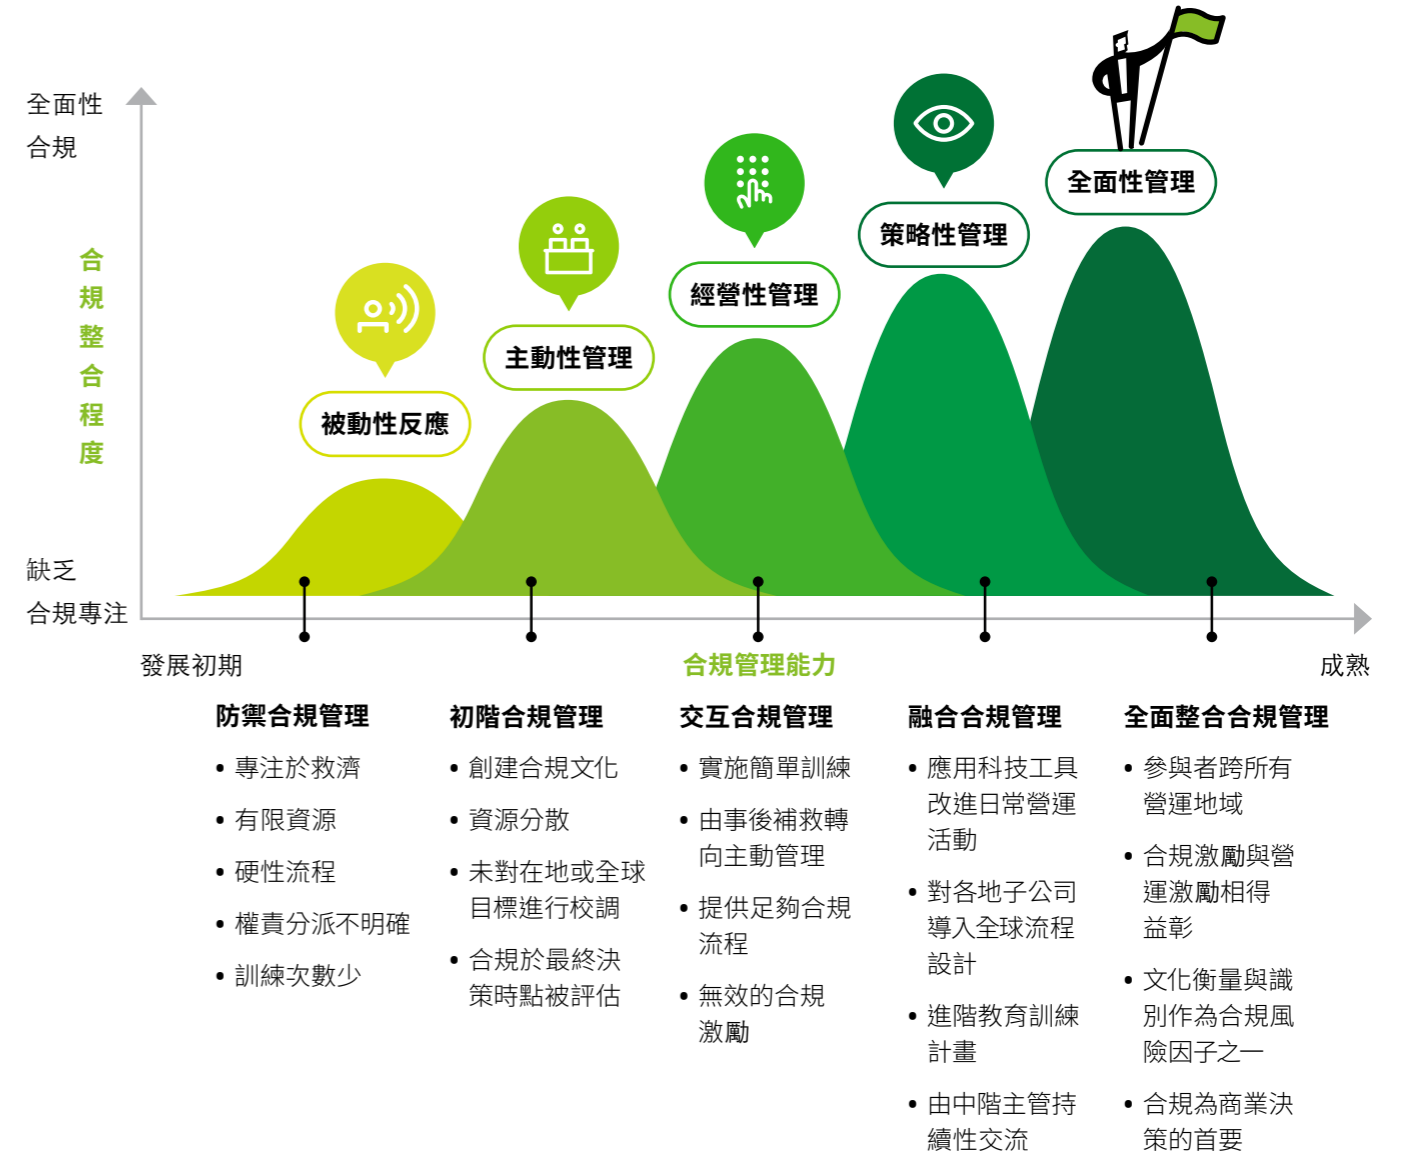 全面性
合規
合
規
整
合
程
度
缺乏
合規專注
被動性反應
主動性管理
經營性管理
策略性管理
全面性管理
發展初期
合規管理能力
成熟
防禦合規管理
• 專注於救濟
• 有限資源
• 硬性流程
• 權責分派不明確
• 訓練次數少
初階合規管理
• 創建合規文化
• 資源分散
• 未對在地或全球
目標進行校調
• 合規於最終決
策時點被評估
交互合規管理
• 實施簡單訓練
• 由事後補救轉
向主動管理
• 提供足夠合規
流程
• 無效的合規
激勵
融合合規管理
• 應用科技工具
改進日常營運
活動
• 對各地子公司
導入全球流程
設計
• 進階教育訓練
計畫
• 由中階主管持
續性交流
全面整合合規管理
• 參與者跨所有
營運地域
• 合規激勵與營
運激勵相得
益彰
• 文化衡量與識
別作為合規風
險因子之一
• 合規為商業決
策的首要